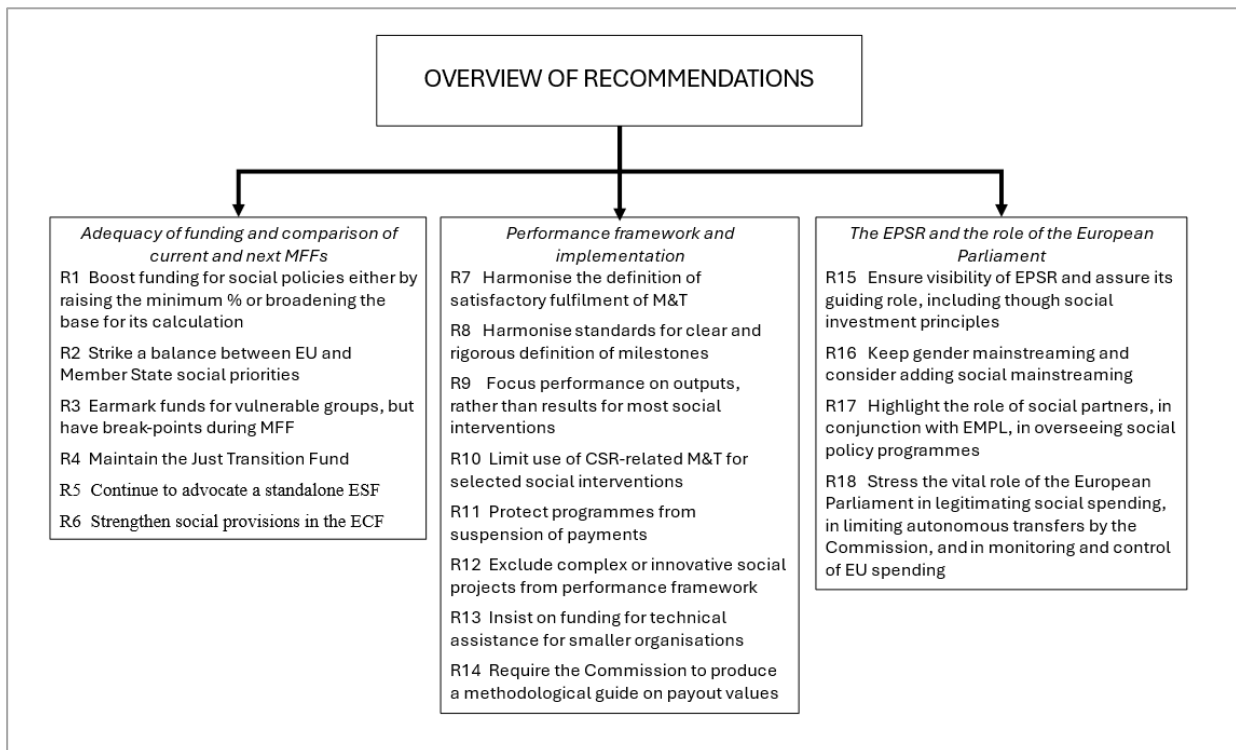 OVERVIEW OF RECOMMENDATIONS
Adequacy of funding and comparison of
current and next MFFs
R1 Boost funding for social policies either by
raising the minimum % or broadening the
base for its calculation
R2 Strike a balance between EU and
Member State social priorities
R3 Earmark funds for vulnerable groups, but
have break-points during MFF
R4 Maintain the Just Transition Fund
R5 Continue to advocate a standalone ESF
R6 Strengthen social provisions in the ECF
Performance framework and
implementation
R7 Harmonise the definition of
satisfactory fulfilment of M&T
R8 Harmonise standards for clear and
rigorous definition of milestones
R9 Focus performance on outputs,
rather than results for most social
interventions
R10 Limit use of CSR-related M&T for
selected social interventions
R11 Protect programmes from
suspension of payments
R12 Exclude complex or innovative social
projects from performance framework
R13 Insist on funding for technical
assistance for smaller organisations
R14 Require the Commission to produce
a methodological guide on payout values
The EPSR and the role of the European
Parliament
R15 Ensure visibility of EPSR and assure its
guiding role, including though social
investment principles
R16 Keep gender mainstreaming and
consider adding social mainstreaming
R17 Highlight the role of social partners, in
conjunction with EMPL, in overseeing social
policy programmes
R18 Stress the vital role of the European
Parliament in legitimating social spending,
in limiting autonomous transfers by the
Commission, and in monitoring and control
of EU spending